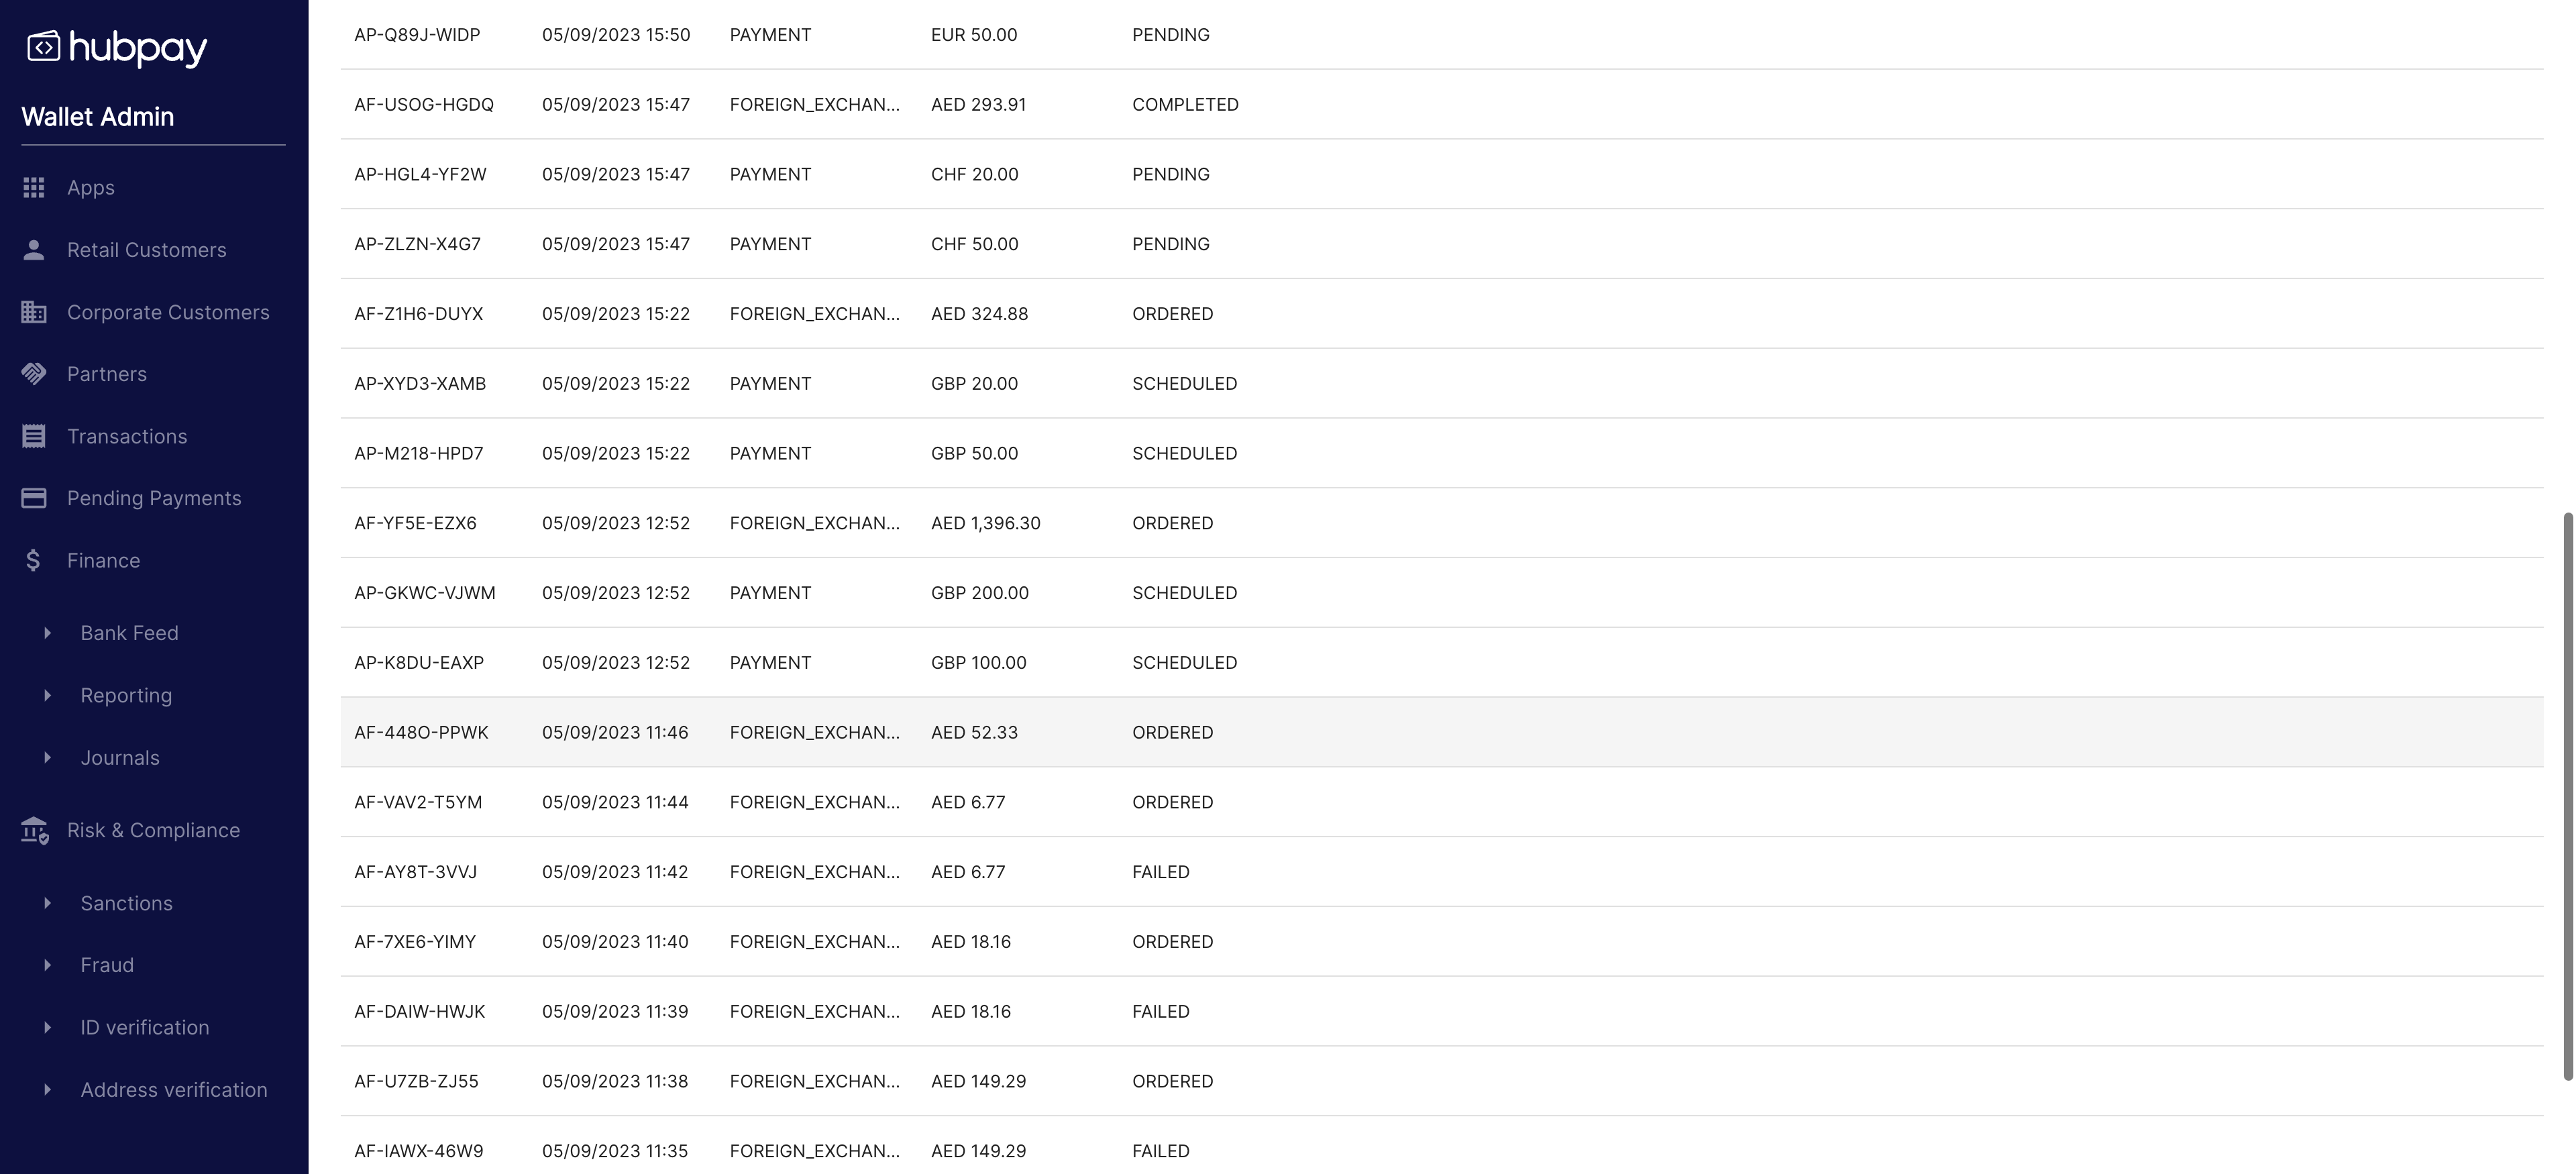 hubpay
Wallet Admin
Apps
Retail Customers
Corporate Customers
Partners
Transactions
Pending Payments
Finance
Bank Feed
Reporting
Journals
Risk & Compliance
Sanctions
Fraud
ID verification
Address verification
AP-Q89J-WIDP 05/09/2023 15:50 PAYMENT EUR 50.00 PENDING
AF-USOG-HGDQ 05/09/2023 15:47 FOREIGN_EXCHAN... AED 293.91 COMPLETED
AP-HGL4-YF2W 05/09/2023 15:47 PAYMENT CHF 20.00 PENDING
AP-ZLZN-X4G7 05/09/2023 15:47 PAYMENT CHF 50.00 PENDING
AF-Z1H6-DUYX 05/09/2023 15:22 FOREIGN_EXCHAN... AED 324.88 ORDERED
AP-XYD3-XAMB 05/09/2023 15:22 PAYMENT GBP 20.00 SCHEDULED
AP-M218-HPD7 05/09/2023 15:22 PAYMENT GBP 50.00 SCHEDULED
AF-YF5E-EZX6 05/09/2023 12:52 FOREIGN_EXCHAN... AED 1,396.30 ORDERED
AP-GKWC-VJWM 05/09/2023 12:52 PAYMENT GBP 200.00 SCHEDULED
AP-K8DU-EAXP 05/09/2023 12:52 PAYMENT GBP 100.00 SCHEDULED
AF-448O-PPWK 05/09/2023 11:46 FOREIGN_EXCHAN... AED 52.33 ORDERED
AF-VAV2-T5YM 05/09/2023 11:44 FOREIGN_EXCHAN... AED 6.77 ORDERED
AF-AY8T-3VVJ 05/09/2023 11:42 FOREIGN_EXCHAN... AED 6.77 FAILED
AF-7XE6-YIMY 05/09/2023 11:40 FOREIGN_EXCHAN... AED 18.16 ORDERED
AF-DAIW-HWJK 05/09/2023 11:39 FOREIGN_EXCHAN... AED 18.16 FAILED
AF-U7ZB-ZJ55 05/09/2023 11:38 FOREIGN_EXCHAN... AED 149.29 ORDERED
AF-IAWX-46W9 05/09/2023 11:35 FOREIGN_EXCHAN... AED 149.29 FAILED